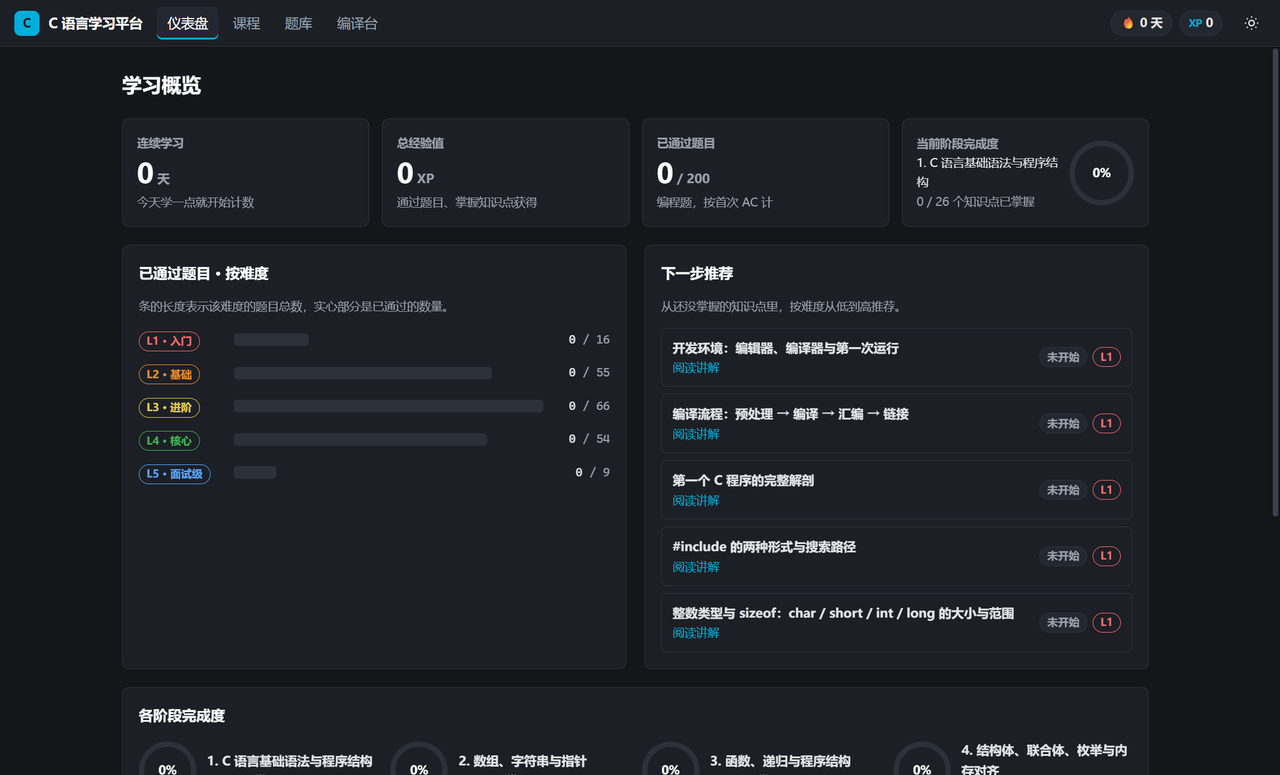 C C 语言学习平台 仪表盘 课程 题库 编译台 0 天 XP 0
学习概览
连续学习
0 天
今天学一点就开始计数
总经验值
0 XP
通过题目、掌握知识点获得
已通过题目
0 / 200
编程题，按首次 AC 计
当前阶段完成度
1. C 语言基础语法与程序结
构
0 / 26 个知识点已掌握
0%
已通过题目 · 按难度
条的长度表示该难度的题目总数，实心部分是已通过的数量。
L1 · 入门 0 / 16
L2 · 基础 0 / 55
L3 · 进阶 0 / 66
L4 · 核心 0 / 54
L5 · 面试级 0 / 9
下一步推荐
从还没掌握的知识点里，按难度从低到高推荐。
开发环境：编辑器、编译器与第一次运行
阅读讲解
未开始 L1
编译流程：预处理 → 编译 → 汇编 → 链接
阅读讲解
未开始 L1
第一个 C 程序的完整解剖
阅读讲解
未开始 L1
#include 的两种形式与搜索路径
阅读讲解
未开始 L1
整数类型与 sizeof：char / short / int / long 的大小与范围
阅读讲解
未开始 L1
各阶段完成度
0% 1. C 语言基础语法与程序结构
0% 2. 数组、字符串与指针
0% 3. 函数、递归与程序结构
0% 4. 结构体、联合体、枚举与内
存对齐